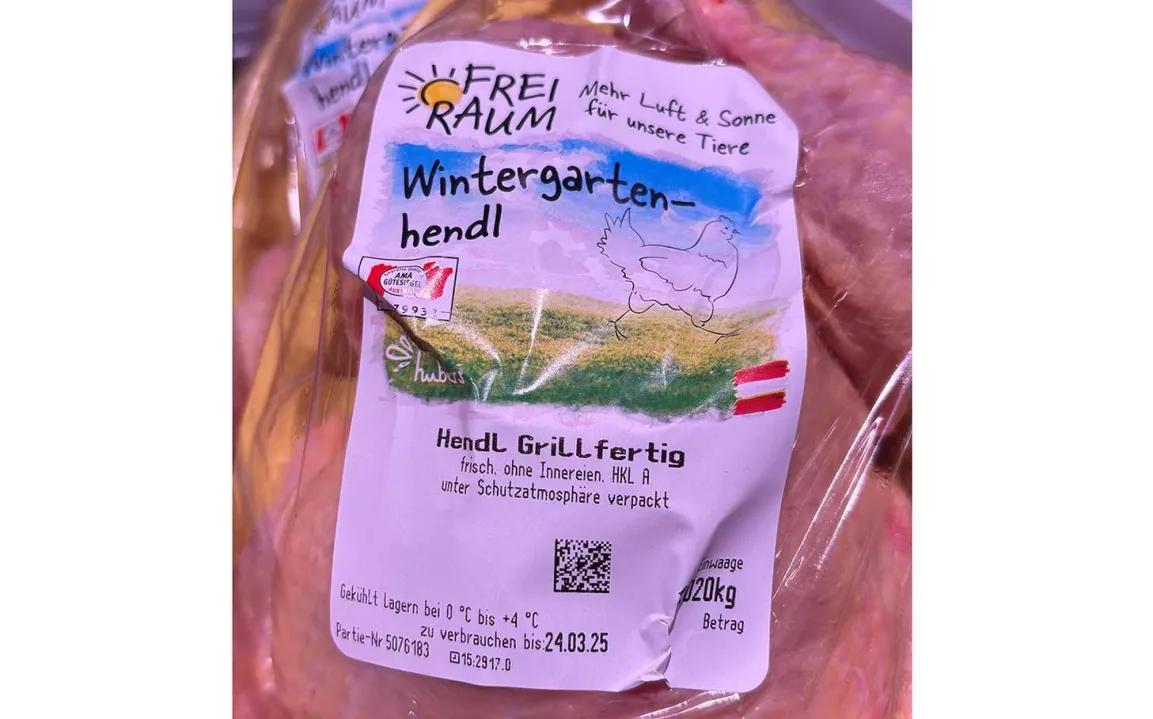 FREI
RAUM
Mehr Luft & Sonne
für unsere Tiere
Wintergarten-
hendl
AMA
GÜTESIEGEL
hubers
Hendl Grillfertig
frisch, ohne Innereien, HKL A
unter Schutzatmosphäre verpackt
020kg
Betrag
Gekühlt Lagern bei 0 °C bis +4 °C
zu verbrauchen bis:24.03.25
Partie-Nr 5076183
15:2917.0